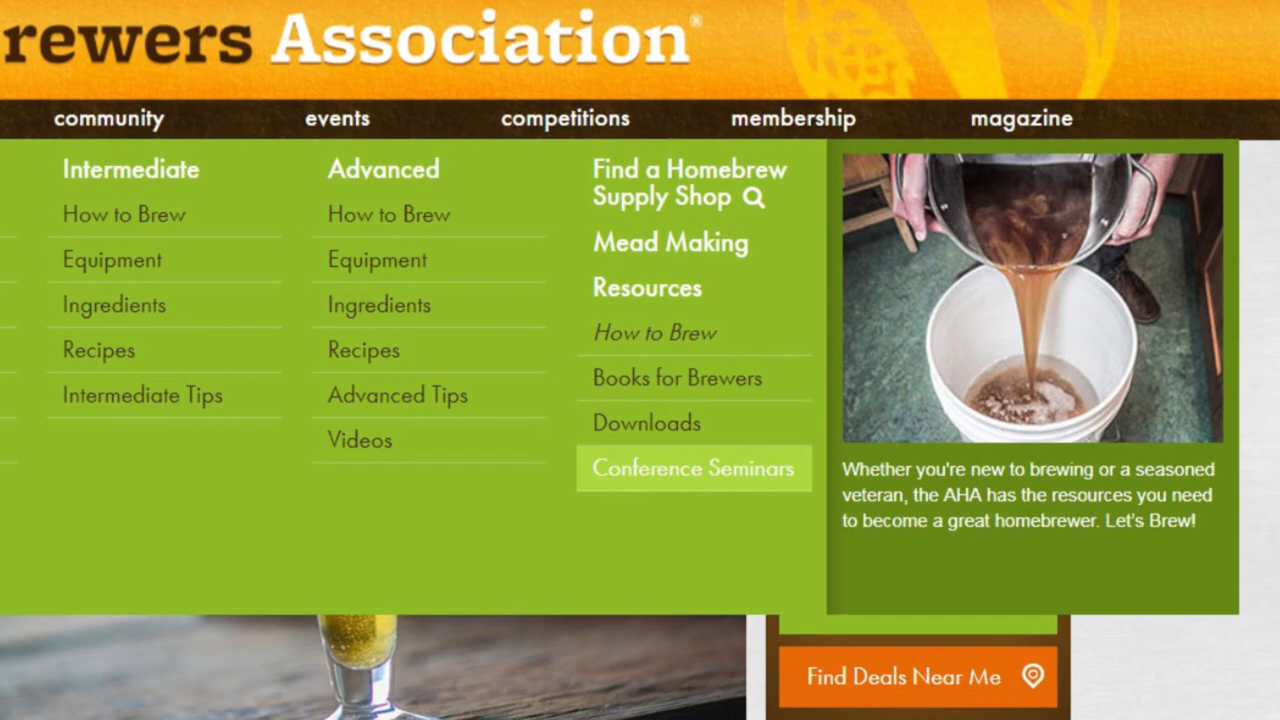 rewers Association®
community events competitions membership magazine
Intermediate
How to Brew
Equipment
Ingredients
Recipes
Intermediate Tips
Advanced
How to Brew
Equipment
Ingredients
Recipes
Advanced Tips
Videos
Find a Homebrew
Supply Shop
Mead Making
Resources
How to Brew
Books for Brewers
Downloads
Conference Seminars
Whether you're new to brewing or a seasoned
veteran, the AHA has the resources you need
to become a great homebrewer. Let's Brew!
Find Deals Near Me